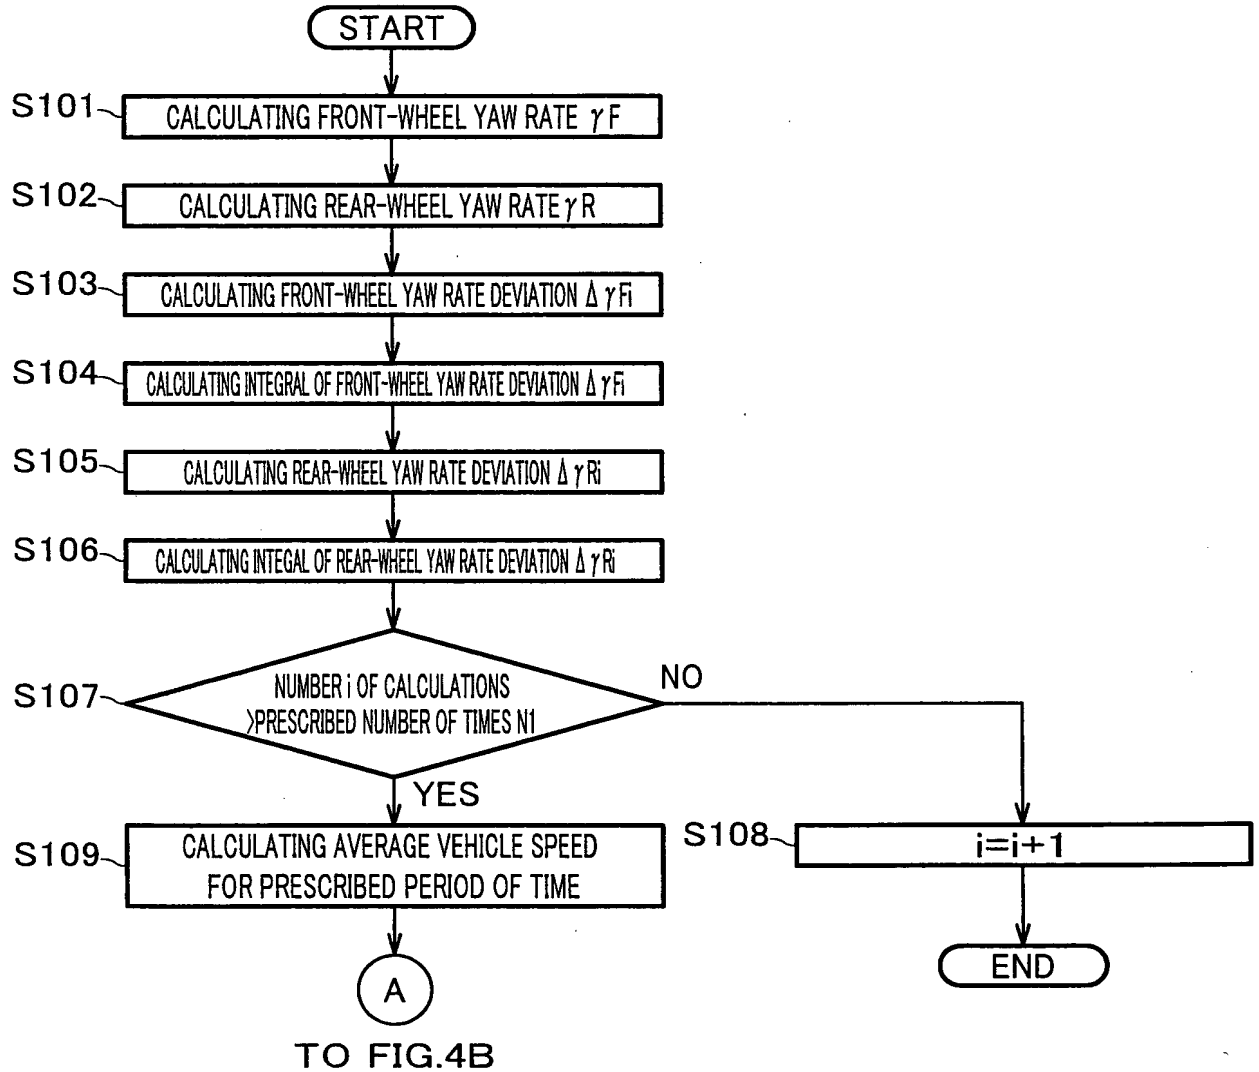 START
S101
CALCULATING FRONT-WHEEL YAW RATE γF
S102
CALCULATING REAR-WHEEL YAW RATE γR
S103
CALCULATING FRONT-WHEEL YAW RATE DEVIATION ΔγFi
S104
CALCULATING INTEGRAL OF FRONT-WHEEL YAW RATE DEVIATION ΔγFi
S105
CALCULATING REAR-WHEEL YAW RATE DEVIATION ΔγRi
S106
CALCULATING INTEGAL OF REAR-WHEEL YAW RATE DEVIATION ΔγRi
S107
NUMBER i OF CALCULATIONS
>PRESCRIBED NUMBER OF TIMES N1
NO
YES
S109
CALCULATING AVERAGE VEHICLE SPEED
FOR PRESCRIBED PERIOD OF TIME
S108
i=i+1
END
A
TO FIG.4B